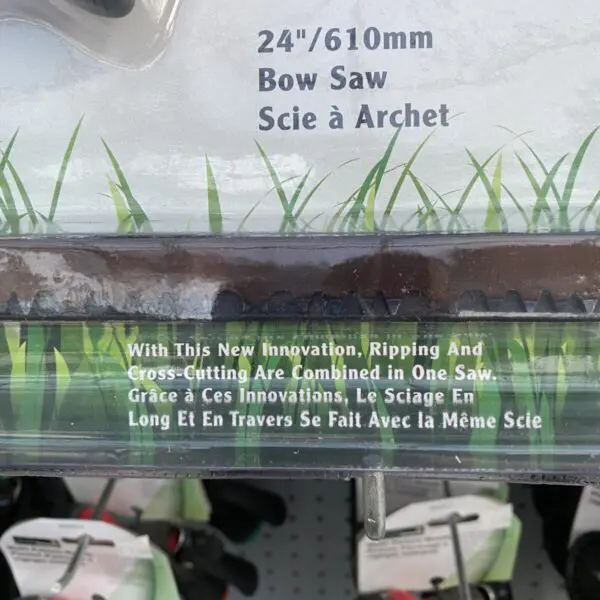 24"/610mm
Bow Saw
Scie à Archet
With This New Innovation, Ripping And
Cross-Cutting Are Combined in One Saw.
Grâce à Ces Innovations, Le Sciage En
Long Et En Travers Se Fait Avec la Même Scie